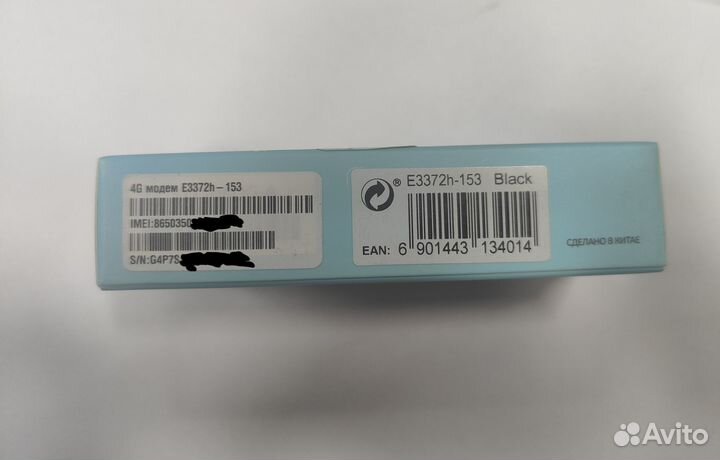 4G модем E3372h-153
IMEI:8650350
S/N:G4P7S
® E3372h-153 Black
EAN: 6 901443 134014
СДЕЛАНО В КИТАЕ
Avito